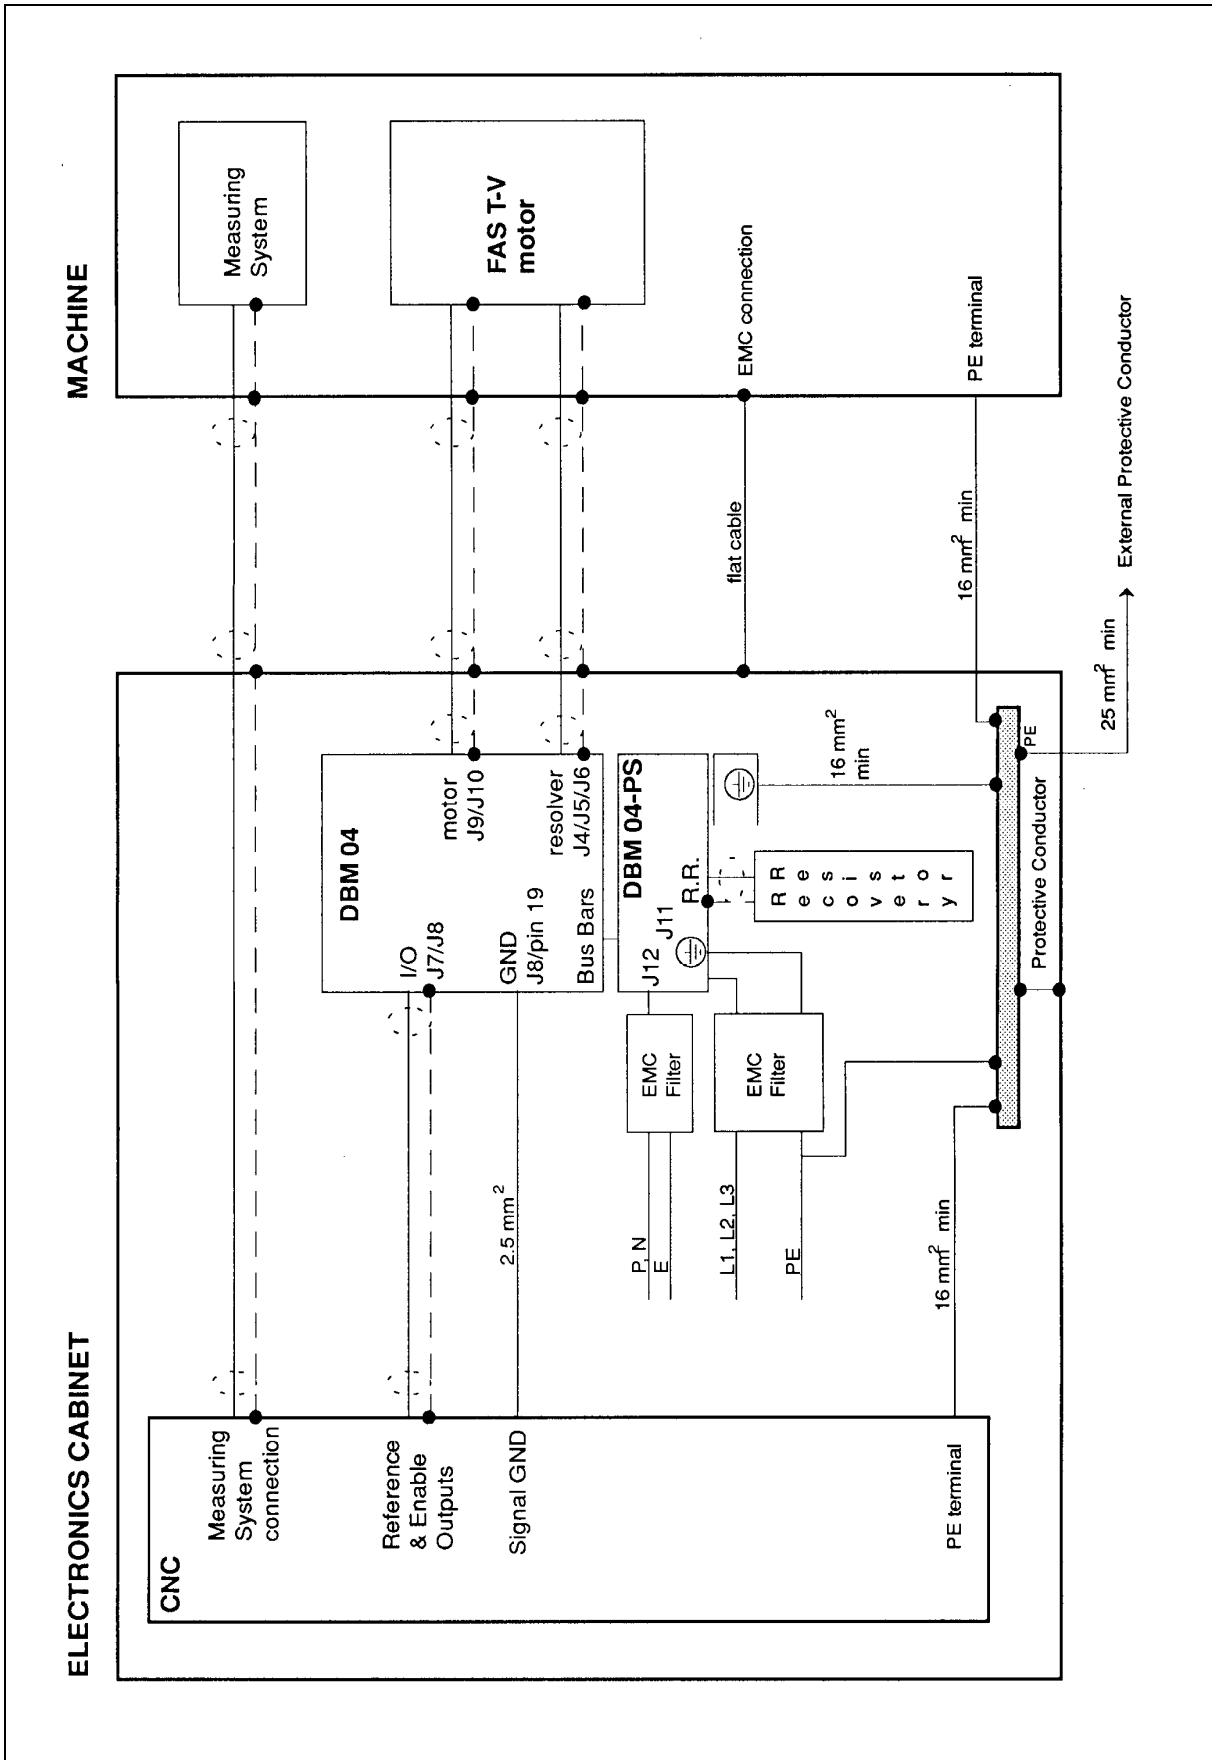 ELECTRONICS CABINET
MACHINE
CNC
Measuring
System
connection
Reference
& Enable
Outputs
Signal GND
PE terminal
Measuring
System
FAS T-V
motor
EMC connection
PE terminal
DBM 04
I/O
J7/J8
GND
J8/pin 19
Bus Bars
motor
J9/J10
resolver
J4/J5/J6
2.5 mm²
DBM 04-PS
J12
J11
R.R.
EMC
Filter
EMC
Filter
P, N
E
L1, L2, L3
PE
Recovery
Resistor
16 mm²
min
16 mm² min
flat cable
16 mm² min
PE
Protective Conductor
25 mm² min
External Protective Conductor